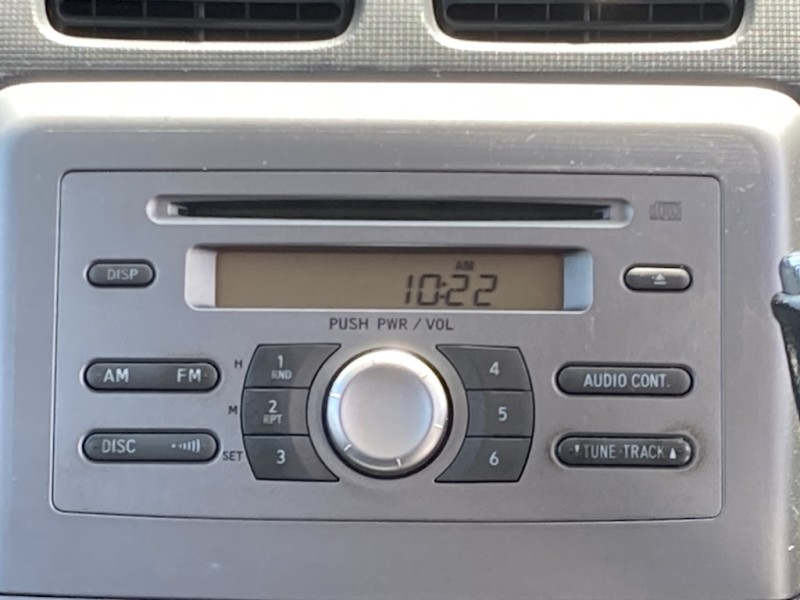 DISP
AM
10:22
PUSH PWR / VOL
AM FM
H 1 RND
4
AUDIO CONT.
M 2 RPT
5
DISC
SET 3
6
▼TUNE·TRACK▲